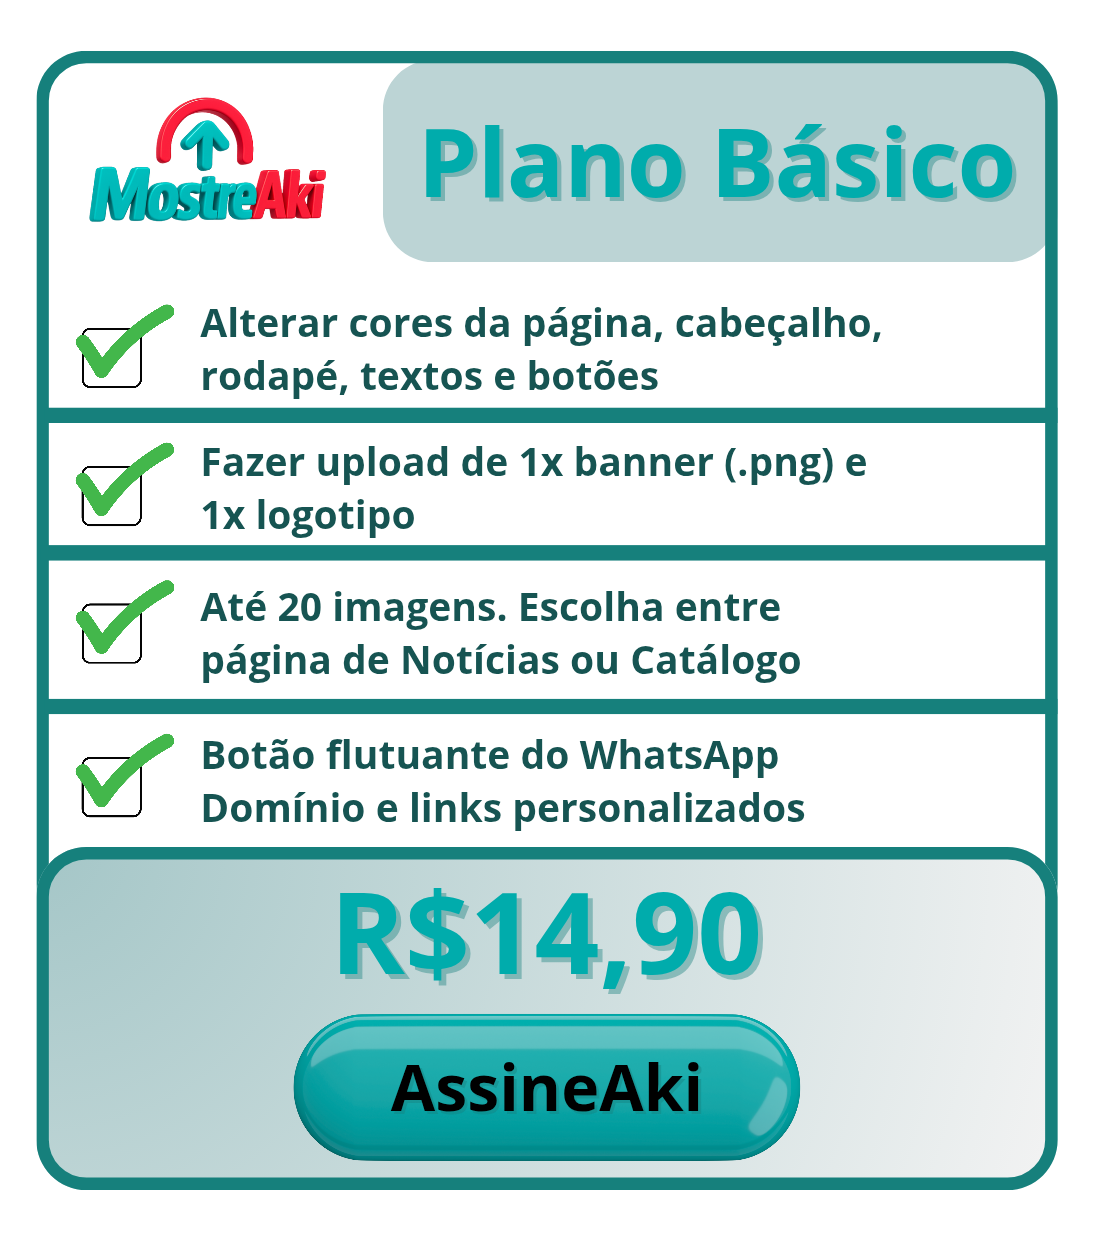 MostreAki
Plano Básico
Alterar cores da página, cabeçalho,
rodapé, textos e botões
Fazer upload de 1x banner (.png) e
1x logotipo
Até 20 imagens. Escolha entre
página de Notícias ou Catálogo
Botão flutuante do WhatsApp
Domínio e links personalizados
R$14,90
AssineAki